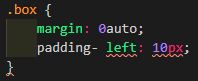 .box {
margin: 0auto;
padding- left: 10px;
}